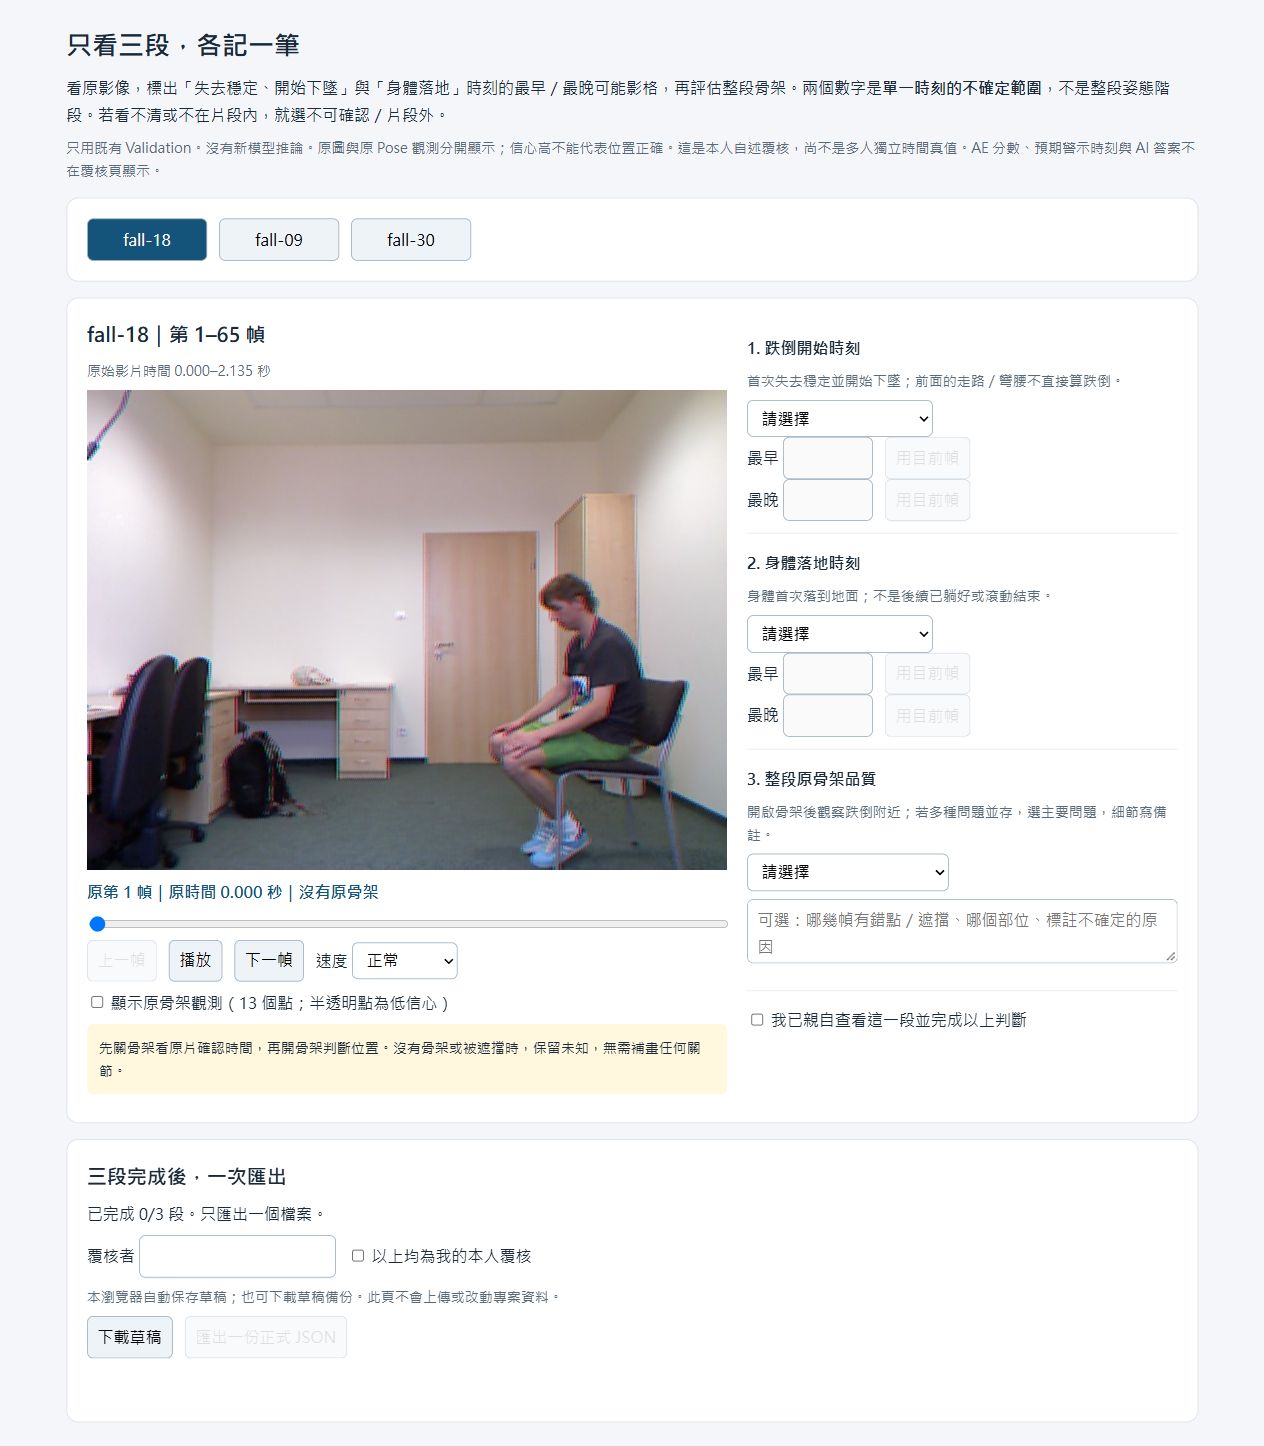 只看三段，各記一筆
看原影像，標出「失去穩定、開始下墜」與「身體落地」時刻的最早 / 最晚可能影格，再評估整段骨架。兩個數字是單一時刻的不確定範圍，不是整段姿態階
段。若看不清或不在片段內，就選不可確認 / 片段外。
只用既有 Validation。沒有新模型推論。原圖與原 Pose 觀測分開顯示；信心高不能代表位置正確。這是本人自述覆核，尚不是多人獨立時間真值。AE 分數、預期警示時刻與 AI 答案不
在覆核頁顯示。
fall-18
fall-09
fall-30
fall-18 | 第 1–65 幀
原始影片時間 0.000–2.135 秒
原第 1 幀 | 原時間 0.000 秒 | 沒有原骨架
上一幀
播放
下一幀
速度
正常
顯示原骨架觀測 ( 13 個點；半透明點為低信心 )
先關骨架看原片確認時間，再開骨架判斷位置。沒有骨架或被遮擋時，保留未知，無需補畫任何關
節。
1. 跌倒開始時刻
首次失去穩定並開始下墜；前面的走路 / 彎腰不直接算跌倒。
請選擇
最早
用目前幀
最晚
用目前幀
2. 身體落地時刻
身體首次落到地面；不是後續已躺好或滾動結束。
請選擇
最早
用目前幀
最晚
用目前幀
3. 整段原骨架品質
開啟骨架後觀察跌倒附近；若多種問題並存，選主要問題，細節寫備
註。
請選擇
可選：哪幾幀有錯點 / 遮擋、哪個部位、標註不確定的原
因
我已親自查看這一段並完成以上判斷
三段完成後，一次匯出
已完成 0/3 段。只匯出一個檔案。
覆核者
以上均為我的本人覆核
本瀏覽器自動保存草稿；也可下載草稿備份。此頁不會上傳或改動專案資料。
下載草稿
匯出一份正式 JSON